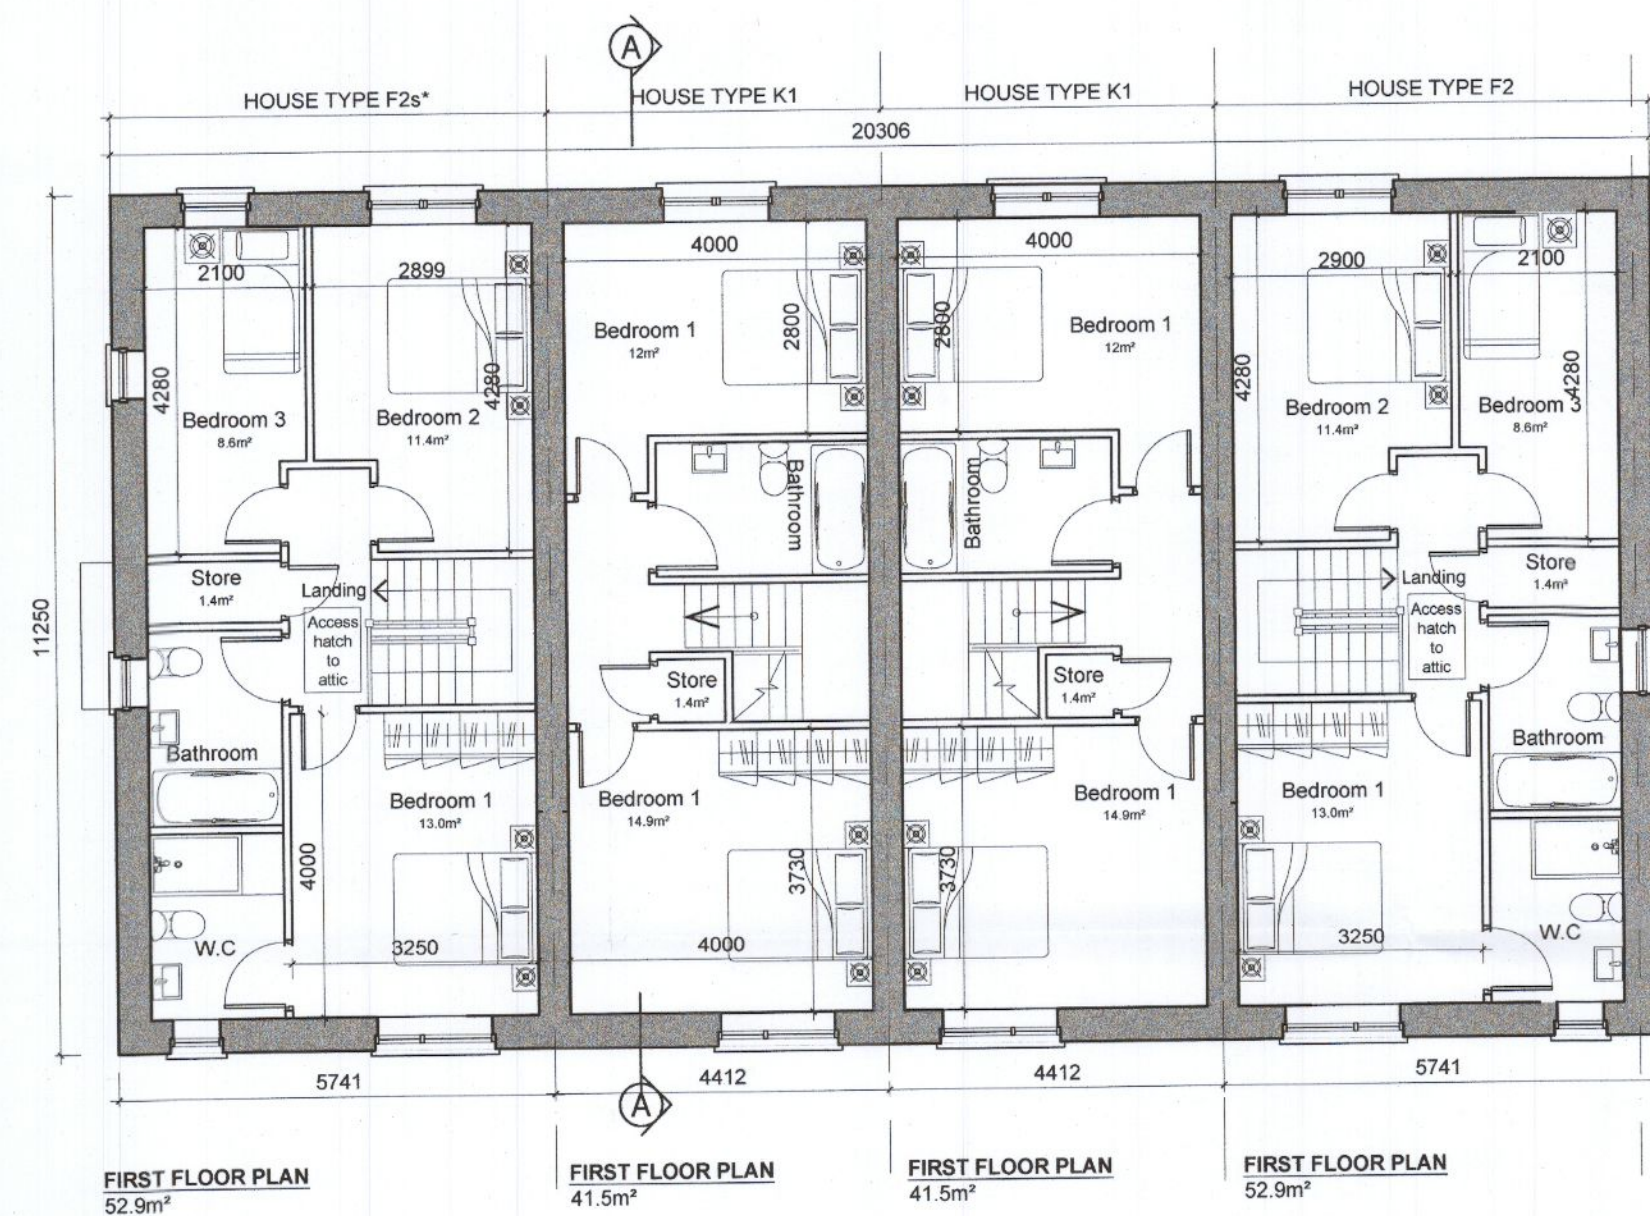 A
HOUSE TYPE F2s*
HOUSE TYPE K1
HOUSE TYPE K1
HOUSE TYPE F2
20306
11250
2100
2899
4280
4280
Bedroom 3
8.6m²
Bedroom 2
11.4m²
Store
1.4m²
Landing
Access
hatch
to
attic
Bathroom
Bedroom 1
13.0m²
4000
3250
W.C
4000
2800
Bedroom 1
12m²
Bathroom
Store
1.4m²
Bedroom 1
14.9m²
3730
4000
4000
2800
Bedroom 1
12m²
Bathroom
Store
1.4m²
Bedroom 1
14.9m²
3730
2900
2100
4280
4280
Bedroom 2
11.4m²
Bedroom 3
8.6m²
Landing
Store
1.4m²
Access
hatch
to
attic
Bathroom
Bedroom 1
13.0m²
3250
W.C
5741
4412
4412
5741
A
FIRST FLOOR PLAN
52.9m²
FIRST FLOOR PLAN
41.5m²
FIRST FLOOR PLAN
41.5m²
FIRST FLOOR PLAN
52.9m²